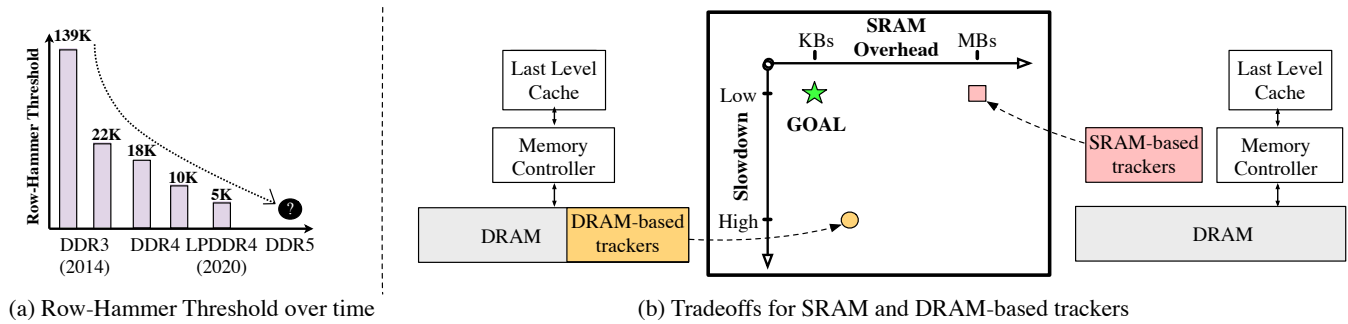 Row-Hammer Threshold
139K
22K
18K
10K
5K
?
DDR3
(2014)
DDR4
LPDDR4
(2020)
DDR5
(a) Row-Hammer Threshold over time
Last Level
Cache
Memory
Controller
DRAM
DRAM-based
trackers
SRAM
Overhead
KBs
MBs
Slowdown
Low
High
GOAL
SRAM-based
trackers
Last Level
Cache
Memory
Controller
DRAM
(b) Tradeoffs for SRAM and DRAM-based trackers